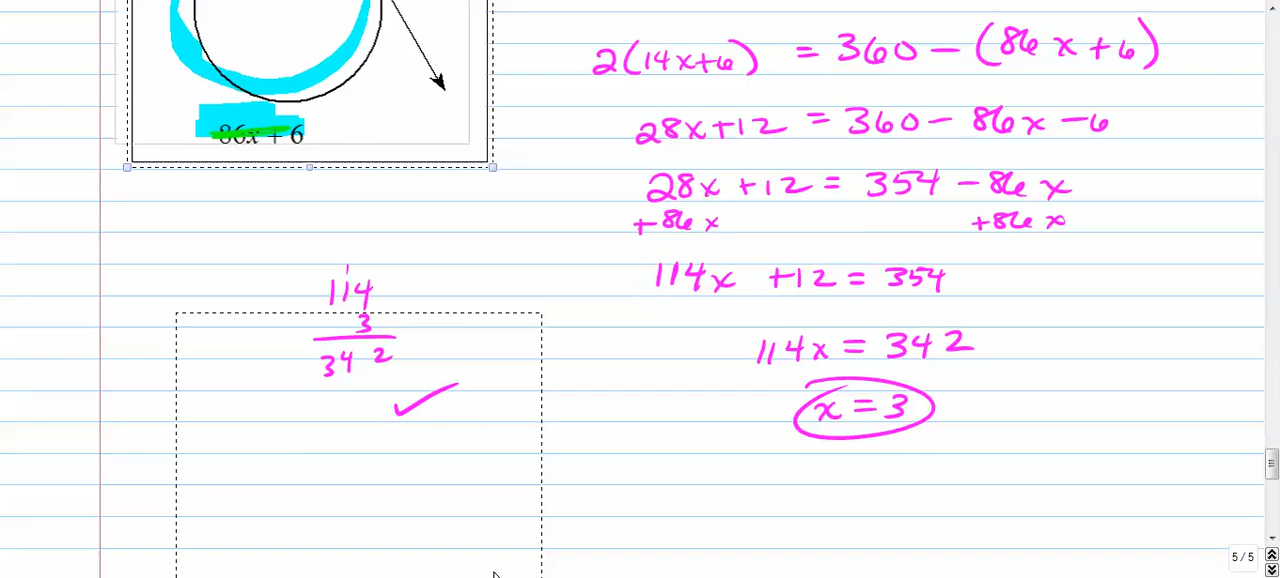 86x + 6
2(14x+6) = 360 - (86x+6)
28x+12 = 360 - 86x - 6
28x + 12 = 354 - 86x
+86x +86x
114x + 12 = 354
114x = 342
x = 3
1
114
3
342
✓
5/5